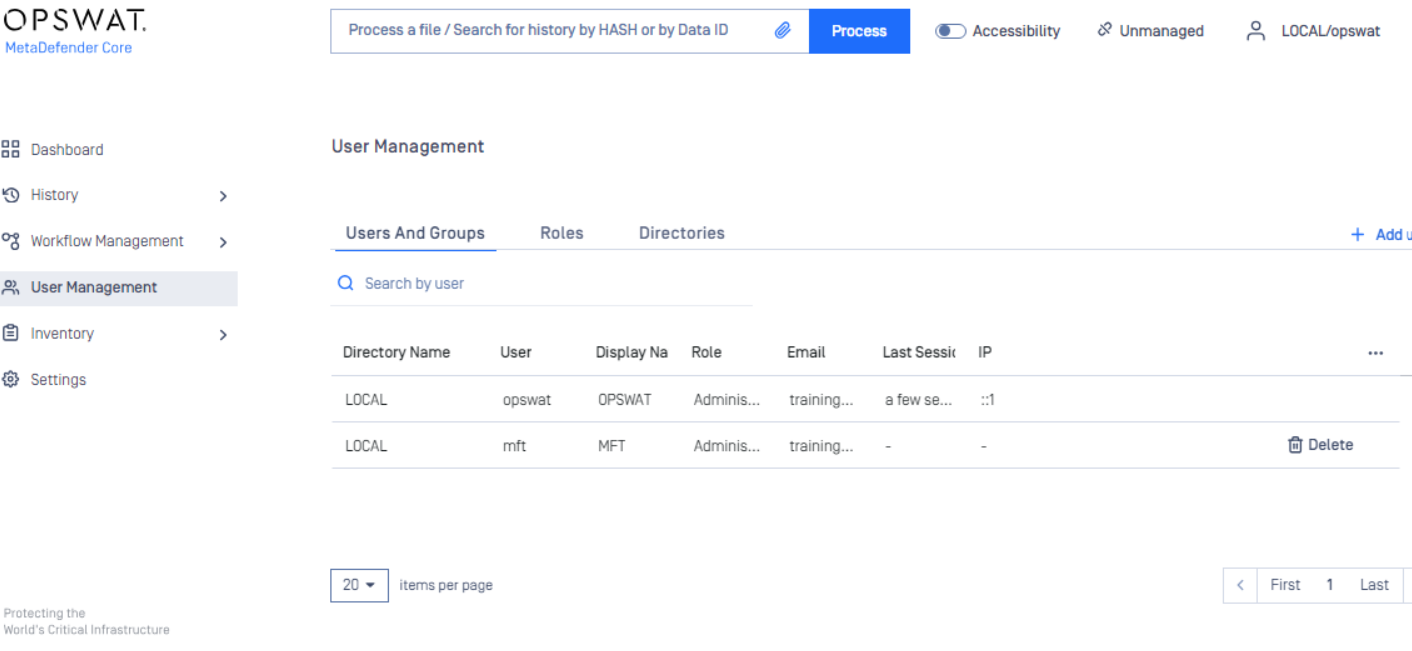 OPSWAT.
MetaDefender Core
Process a file / Search for history by HASH or by Data ID
Process
Accessibility
Unmanaged
LOCAL/opswat
Dashboard
History
Workflow Management
User Management
Inventory
Settings
User Management
Users And Groups Roles Directories
+ Add u
Search by user
Directory Name User Display Na Role Email Last Sessic IP ...
LOCAL opswat OPSWAT Adminis... training... a few se... ::1
LOCAL mft MFT Adminis... training... - - Delete
20 items per page
< First 1 Last
Protecting the
World's Critical Infrastructure